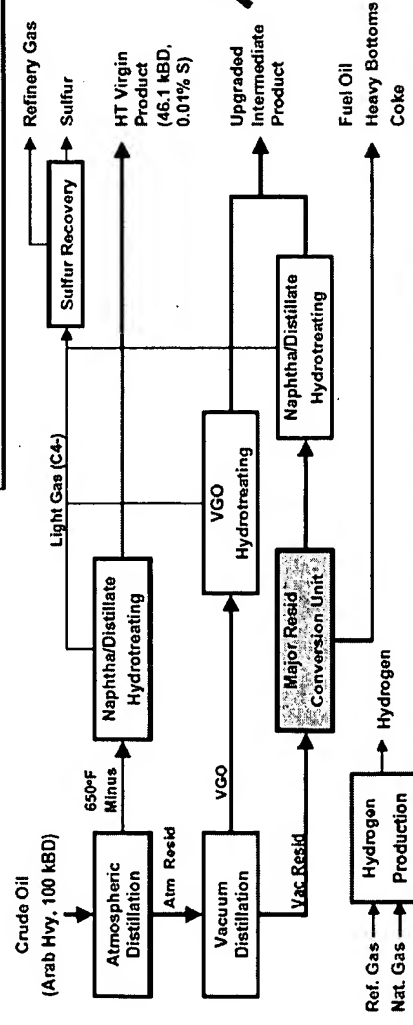 Refinery Gas
Sulfur
Sulfur Recovery
HT Virgin
Product
(46.1 kBD,
0.01% S)
Light Gas (C4-)
Upgraded
Intermediate
Product
Crude Oil
(Arab Hvy, 100 kBD)
Atmospheric
Distillation
650°F
Minus
Naphtha/Distillate
Hydrotreating
Atm Resid
Vacuum
Distillation
VGO
VGO
Hydrotreating
Naphtha/Distillate
Hydrotreating
Vac Resid
Major Resid
Conversion Unit*
Fuel Oil
Heavy Bottoms
Coke
Ref. Gas
Nat. Gas
Hydrogen
Production
Hydrogen